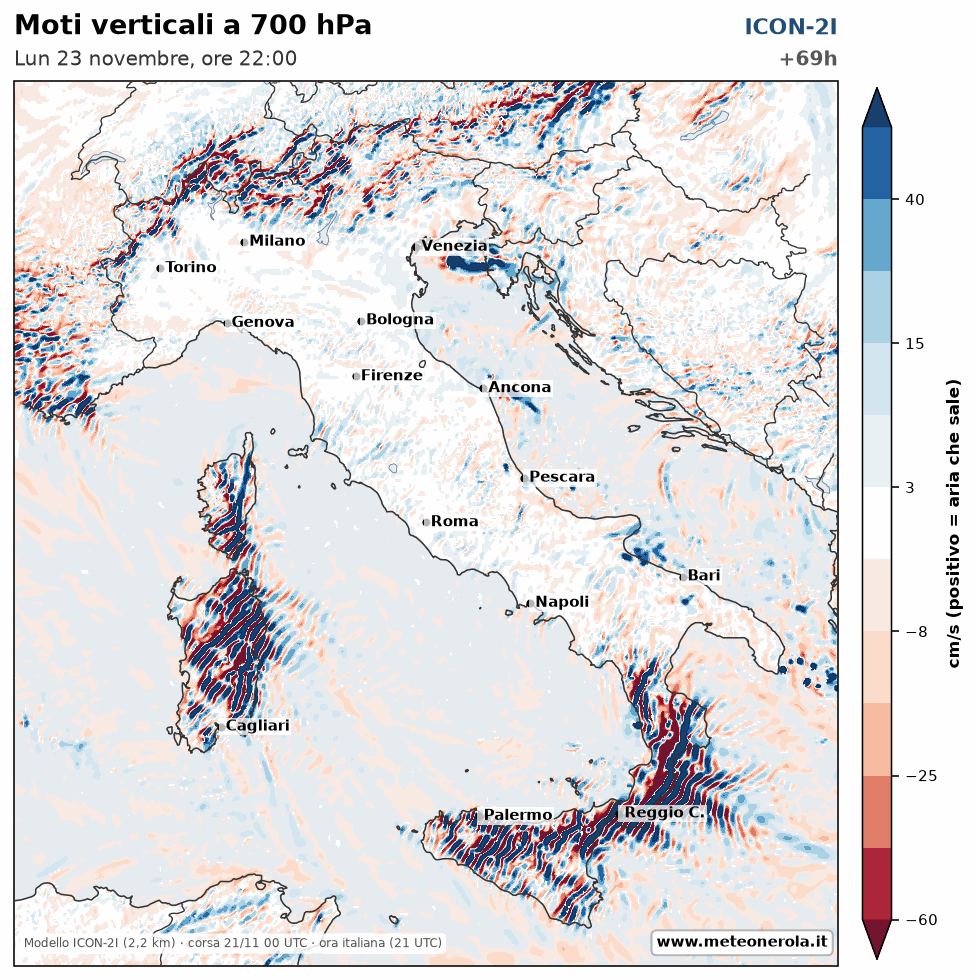 Moti verticali a 700 hPa
ICON-2I
Lun 23 novembre, ore 22:00
+69h
Venezia
Milano
Torino
Genova
Bologna
Firenze
Ancona
Pescara
Roma
Bari
Napoli
Cagliari
Palermo
Reggio C.
40
15
3
−8
−25
−60
cm/s (positivo = aria che sale)
Modello ICON-2I (2,2 km) · corsa 21/11 00 UTC · ora italiana (21 UTC)
www.meteonerola.it